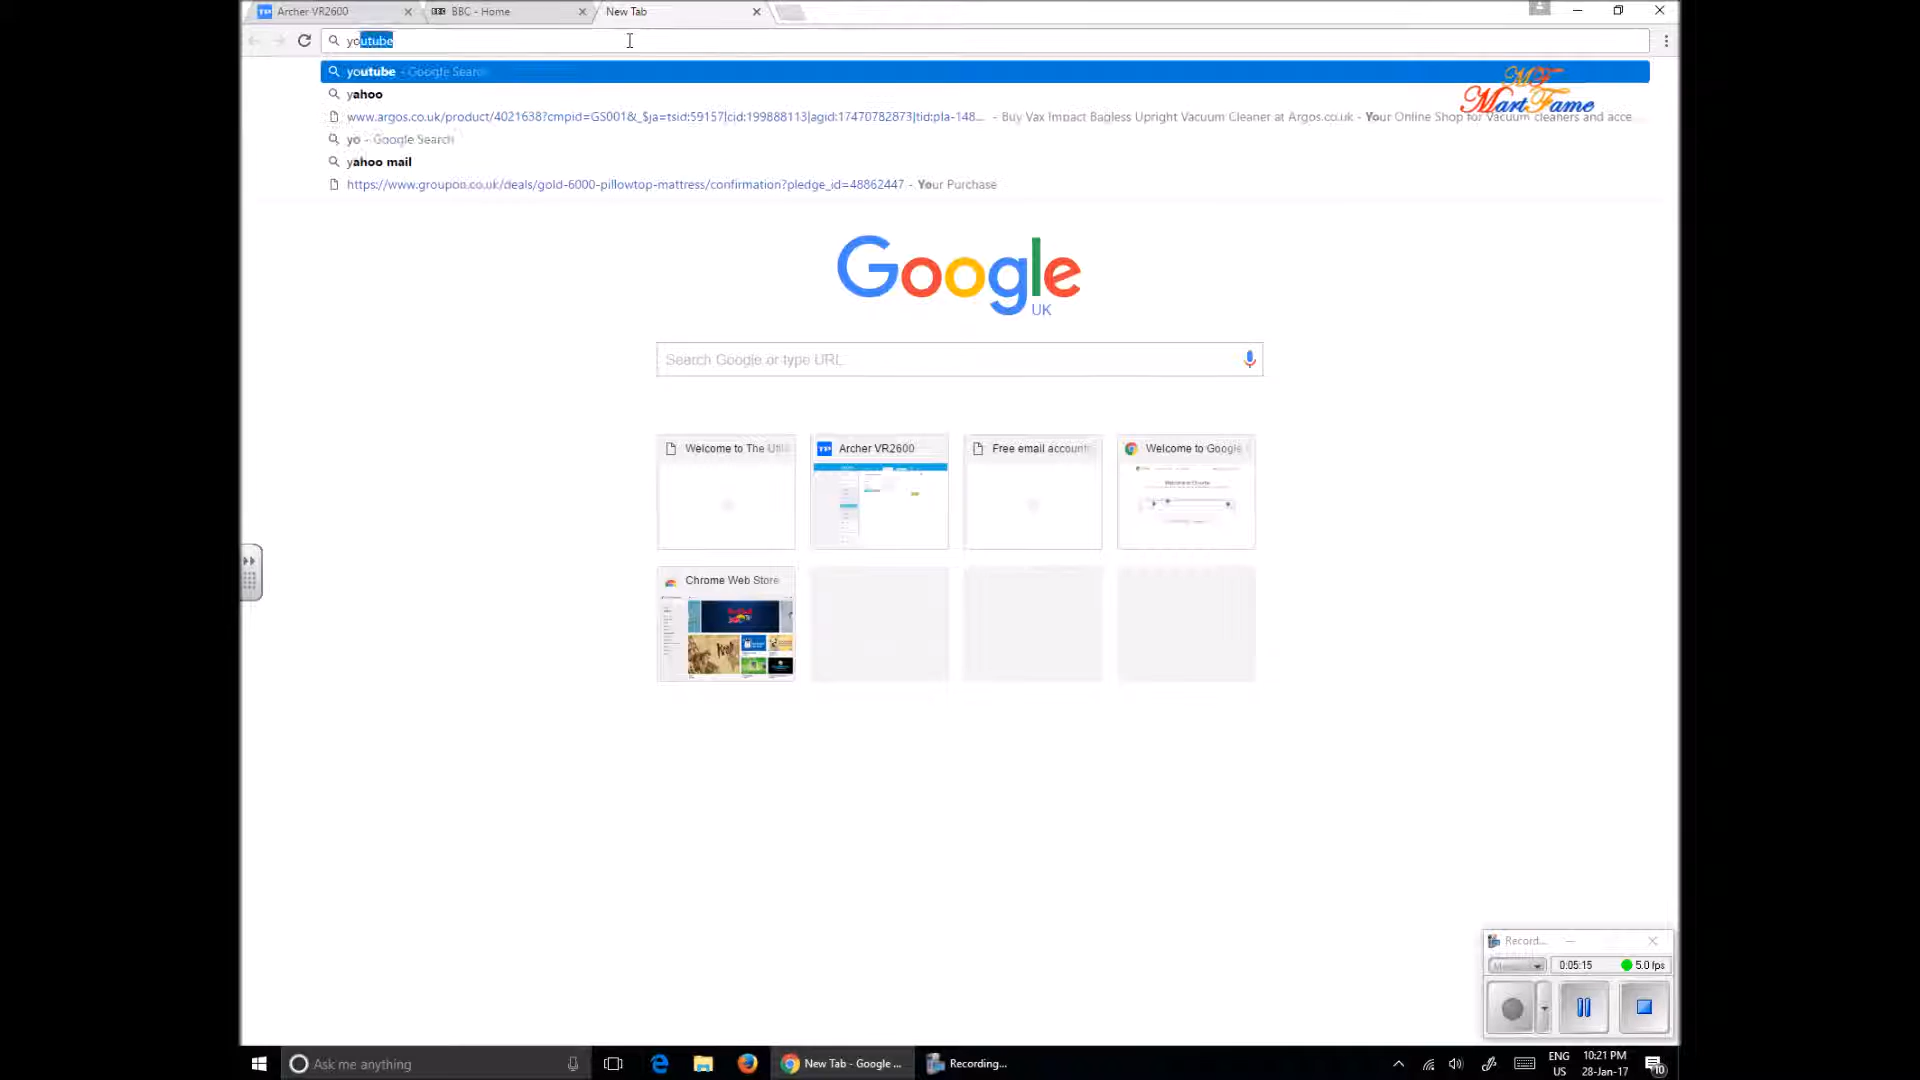 Archer VR2600
BBC - Home
New Tab
youtube
youtube - Google Search
yahoo
www.argos.co.uk/product/4021638?cmpid=GS001&_$ja=tsid:59157|cid:199888113|agid:17470782873|tid:pla-148... - Buy Vax Impact Bagless Upright Vacuum Cleaner at Argos.co.uk - Your Online Shop for Vacuum cleaners and acce
yo - Google Search
yahoo mail
https://www.groupon.co.uk/deals/gold-6000-pillowtop-mattress/confirmation?pledge_id=48862447 - Your Purchase
MF
MartFame
Google
UK
Search Google or type URL
Welcome to The
Archer VR2600
Free email account
Welcome to Google
Chrome Web Store
Record...
0:05:15
5.0 fps
Ask me anything
New Tab - Google ...
Recording...
ENG
US
10:21 PM
28-Jan-17
10